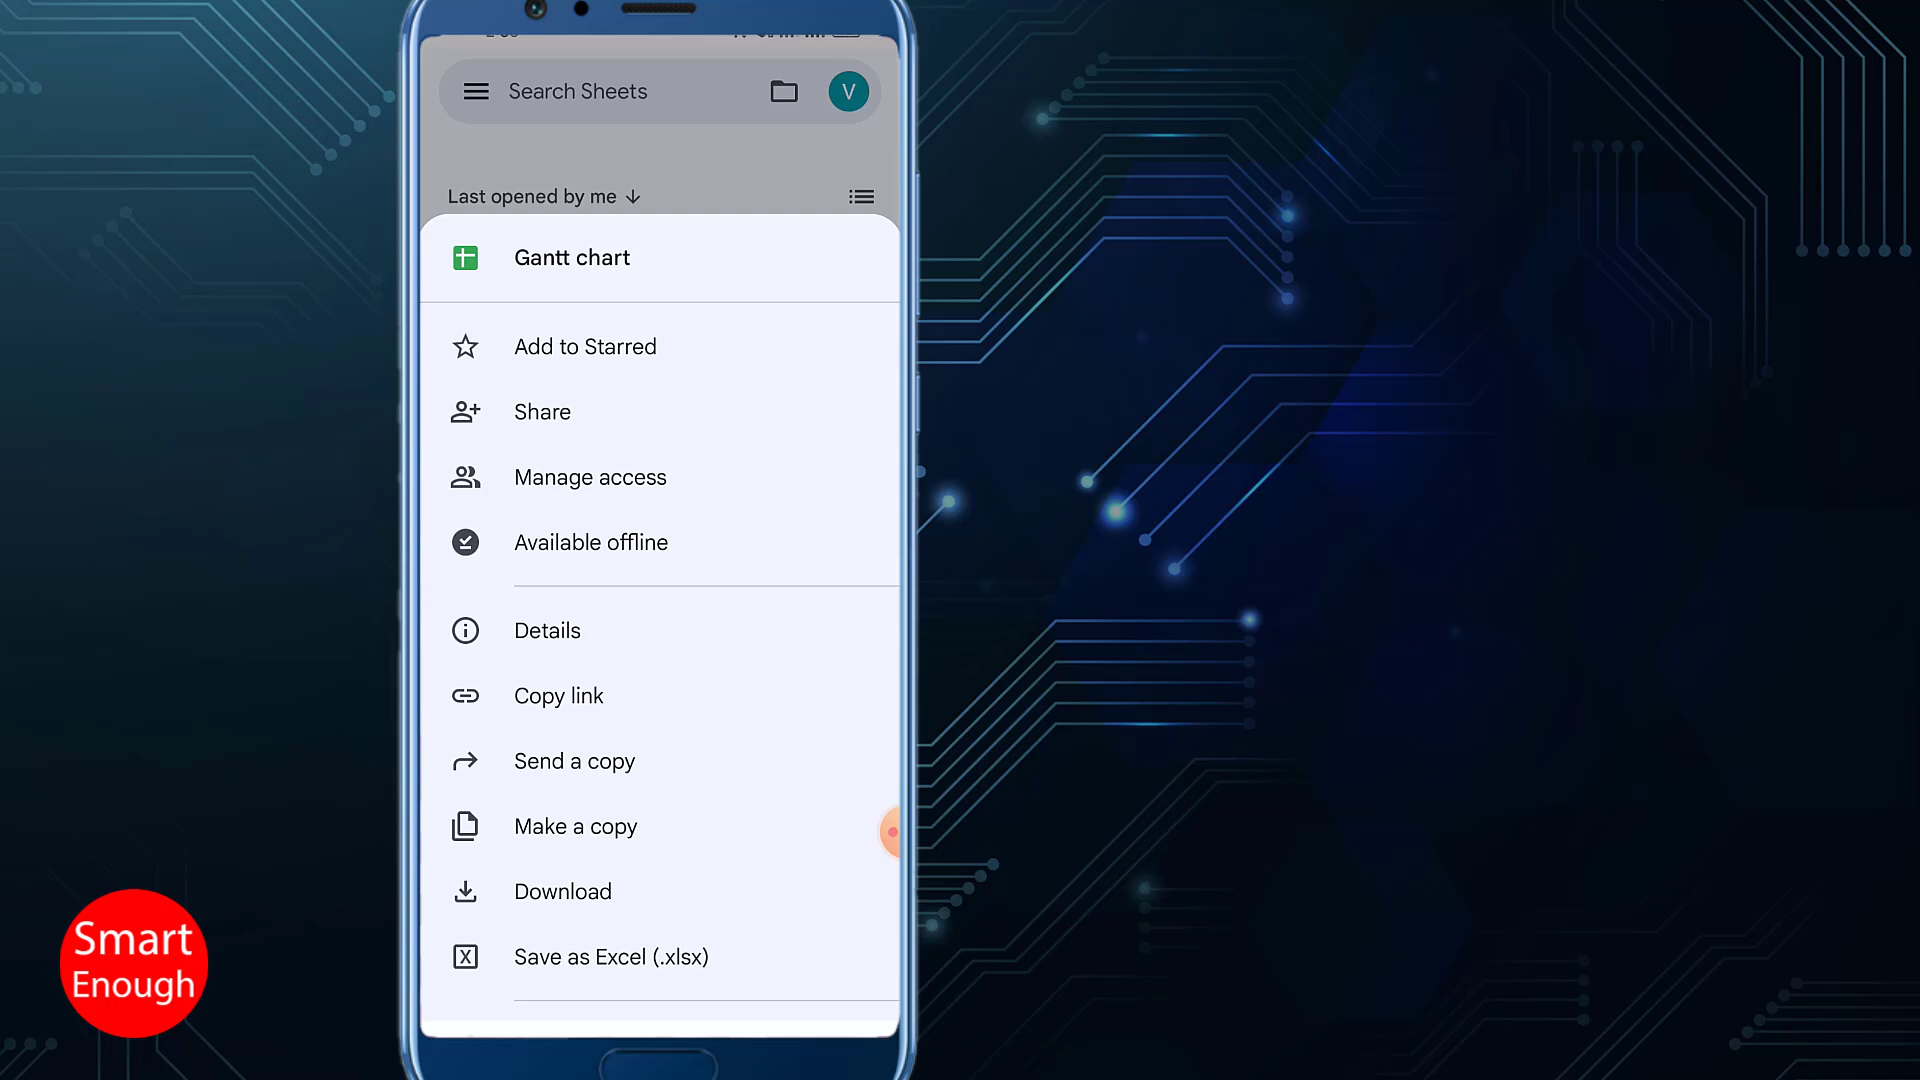 Search Sheets
V
Last opened by me
Gantt chart
Add to Starred
Share
Manage access
Available offline
Details
Copy link
Send a copy
Make a copy
Download
Save as Excel (.xlsx)
Smart
Enough